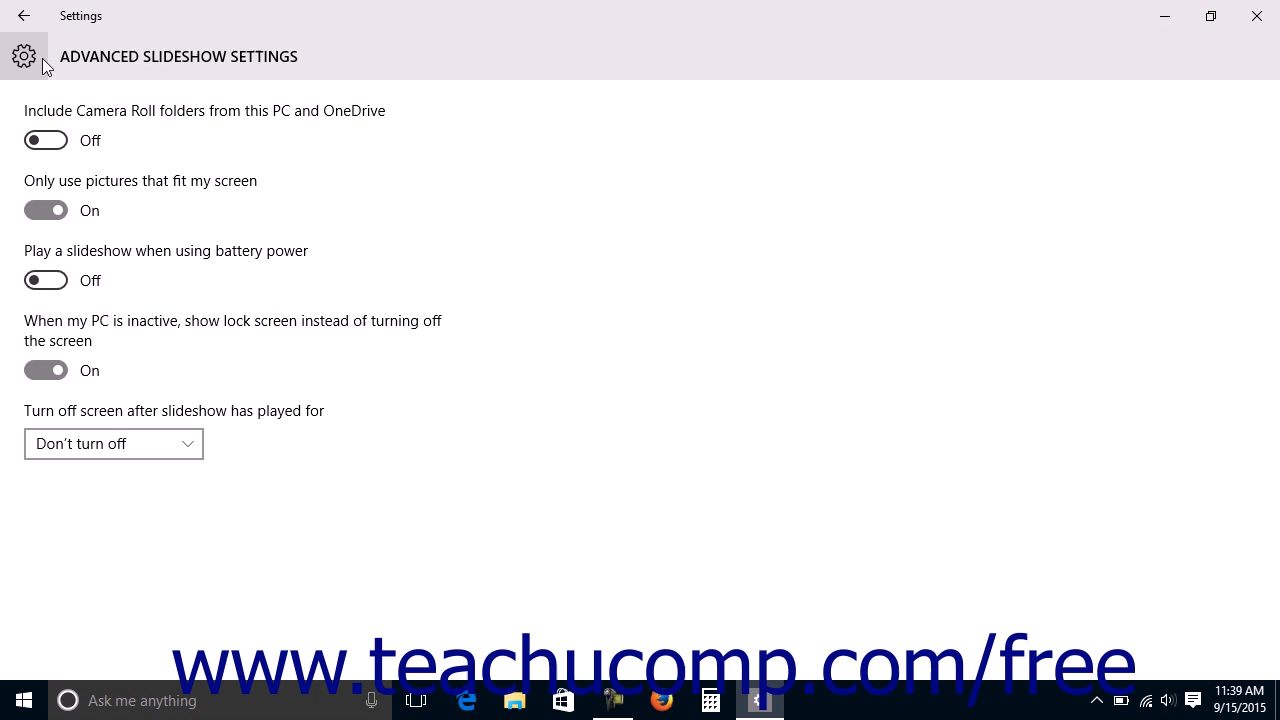 Settings
ADVANCED SLIDESHOW SETTINGS
Include Camera Roll folders from this PC and OneDrive
Off
Only use pictures that fit my screen
On
Play a slideshow when using battery power
Off
When my PC is inactive, show lock screen instead of turning off
the screen
On
Turn off screen after slideshow has played for
Don't turn off
www.teachucomp.com/free
Ask me anything
11:39 AM
9/15/2015